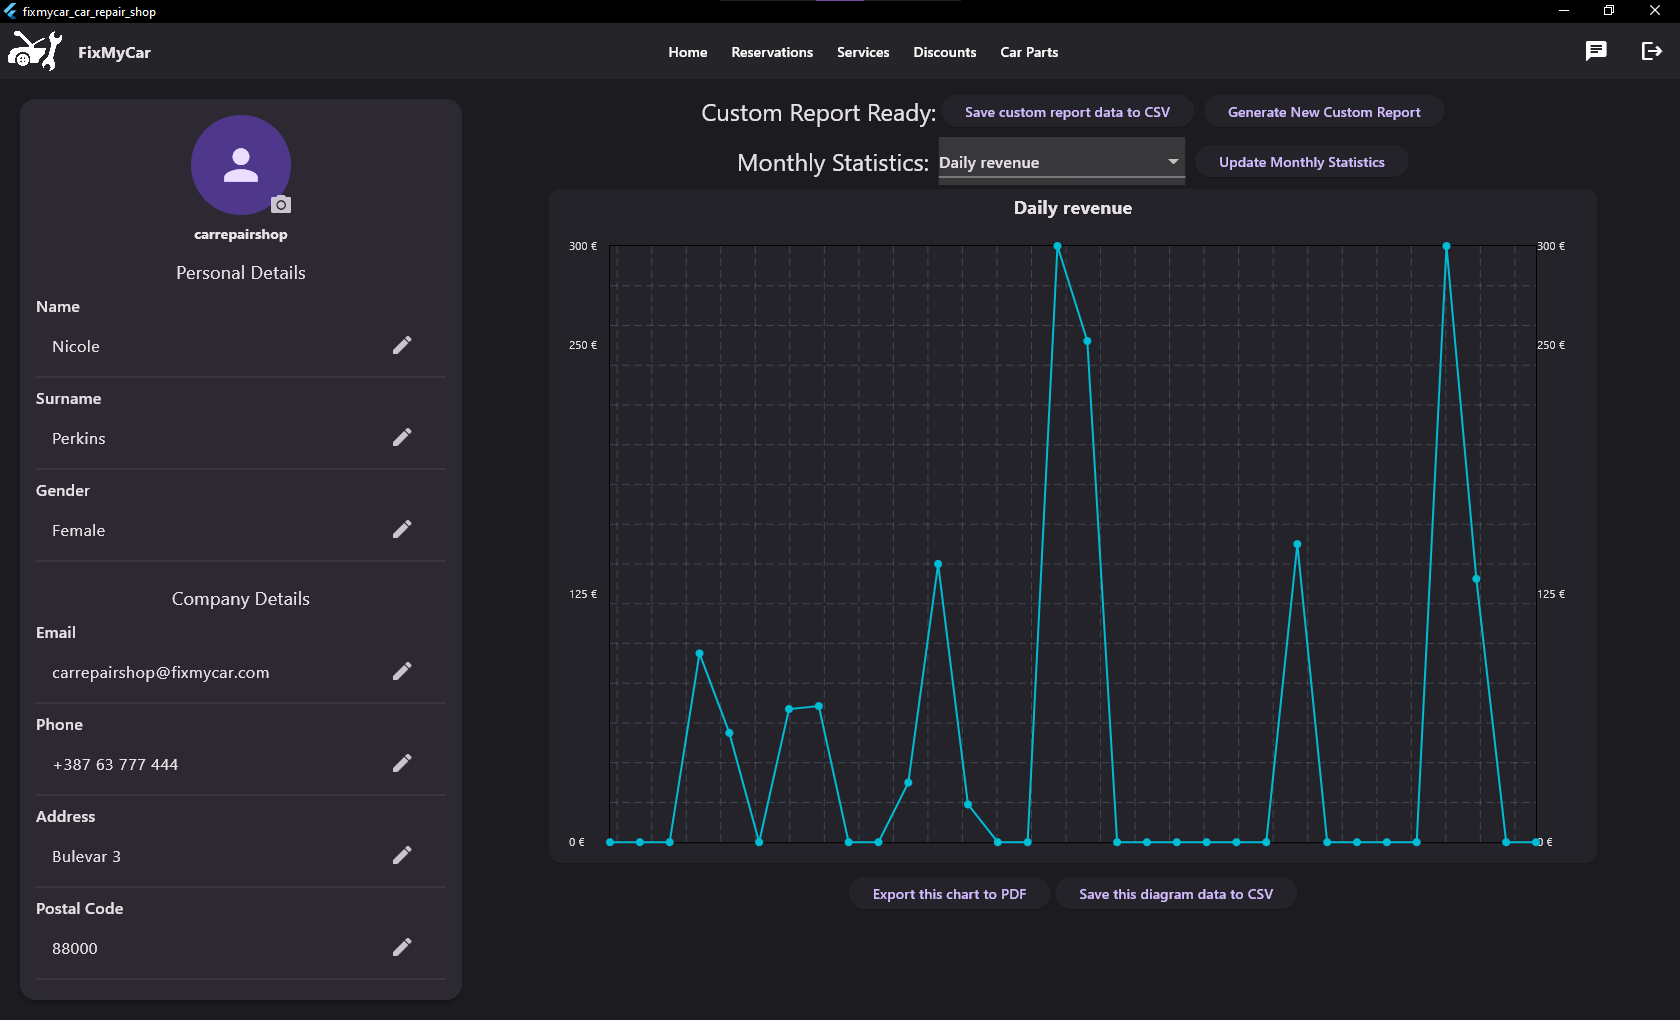 fixmycar_car_repair_shop
FixMyCar
Home
Reservations
Services
Discounts
Car Parts
carrepairshop
Personal Details
Name
Nicole
Surname
Perkins
Gender
Female
Company Details
Email
carrepairshop@fixmycar.com
Phone
+387 63 777 444
Address
Bulevar 3
Postal Code
88000
Custom Report Ready:
Save custom report data to CSV
Generate New Custom Report
Monthly Statistics:
Daily revenue
Update Monthly Statistics
Daily revenue
300 €
300 €
250 €
250 €
125 €
125 €
0 €
0 €
Export this chart to PDF
Save this diagram data to CSV